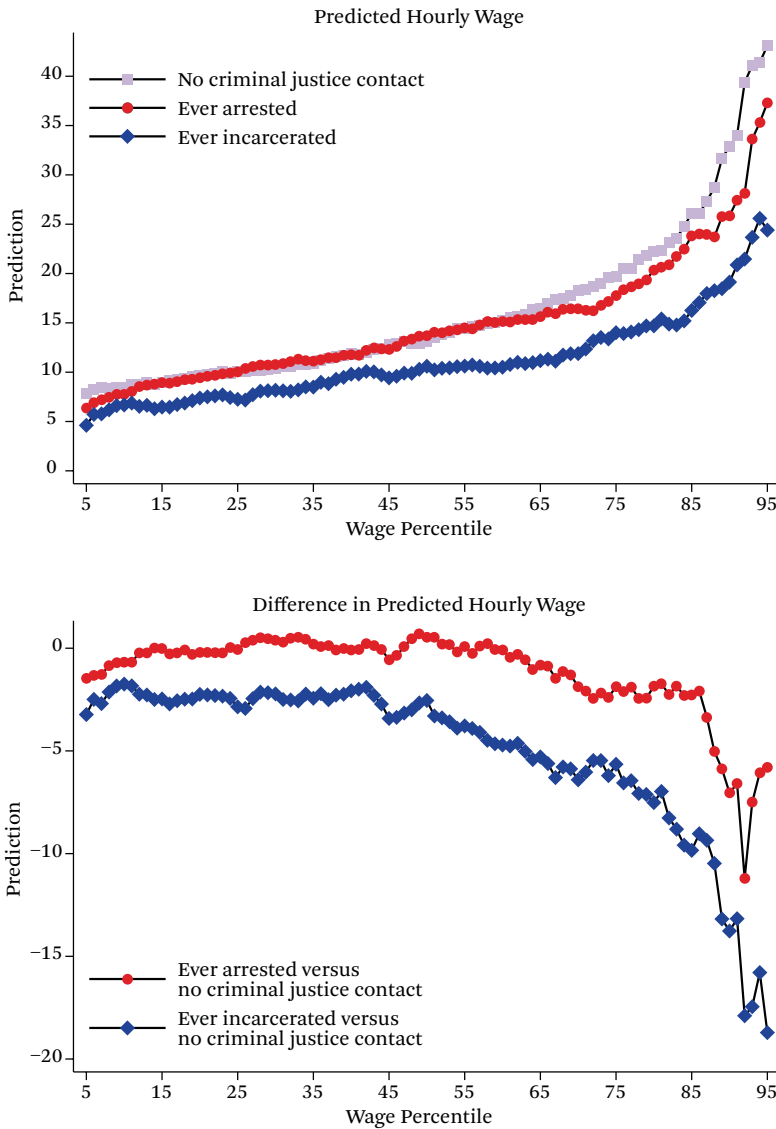 Predicted Hourly Wage
40
35
30
25
20
15
10
5
0
Prediction
No criminal justice contact
Ever arrested
Ever incarcerated
5 15 25 35 45 55 65 75 85 95
Wage Percentile
Difference in Predicted Hourly Wage
0
−5
−10
−15
−20
Prediction
Ever arrested versus
no criminal justice contact
Ever incarcerated versus
no criminal justice contact
5 15 25 35 45 55 65 75 85 95
Wage Percentile